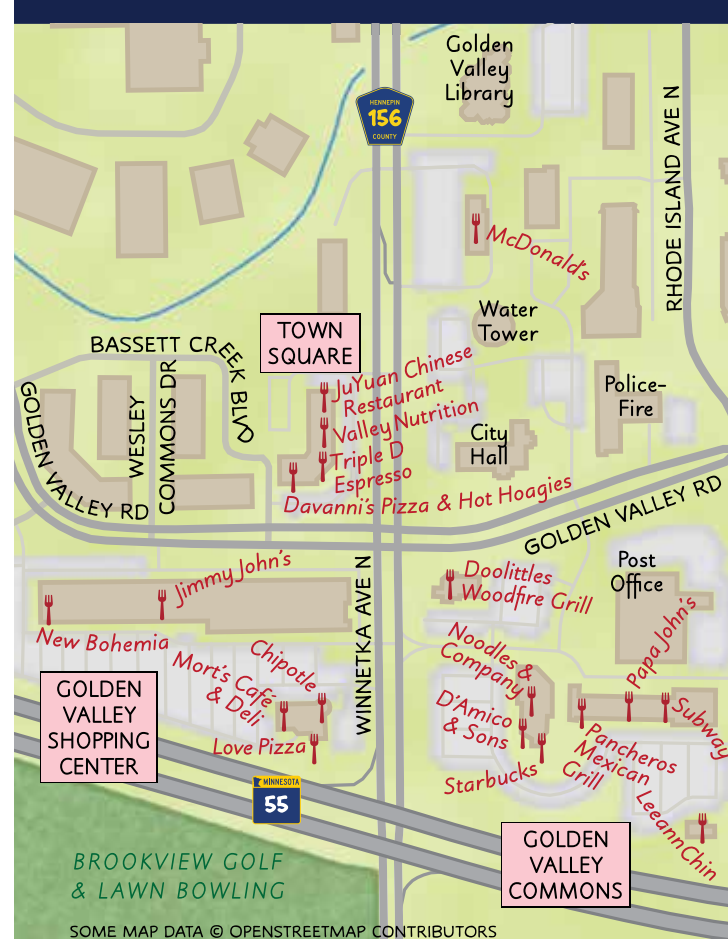 Golden
Valley
Library
HENNEPIN
156
COUNTY
RHODE ISLAND AVE N
McDonald's
Water
Tower
TOWN
SQUARE
BASSETT CREEK BLVD
JuYuan Chinese
Restaurant
Valley Nutrition
Triple D
Espresso
Davanni's Pizza & Hot Hoagies
Police-
Fire
City
Hall
GOLDEN VALLEY RD
WESLEY
COMMONS DR
GOLDEN VALLEY RD
Post
Office
Doolittles
Woodfire Grill
Jimmy John's
New Bohemia
WINNETKA AVE N
Chipotle
Mort's Café
& Deli
Love Pizza
Noodles &
Company
D'Amico
& Sons
Starbucks
Papa John's
Subway
Pancheros
Mexican
Grill
LeeannChin
GOLDEN
VALLEY
SHOPPING
CENTER
MINNESOTA
55
GOLDEN
VALLEY
COMMONS
BROOKVIEW GOLF
& LAWN BOWLING
SOME MAP DATA © OPENSTREETMAP CONTRIBUTORS